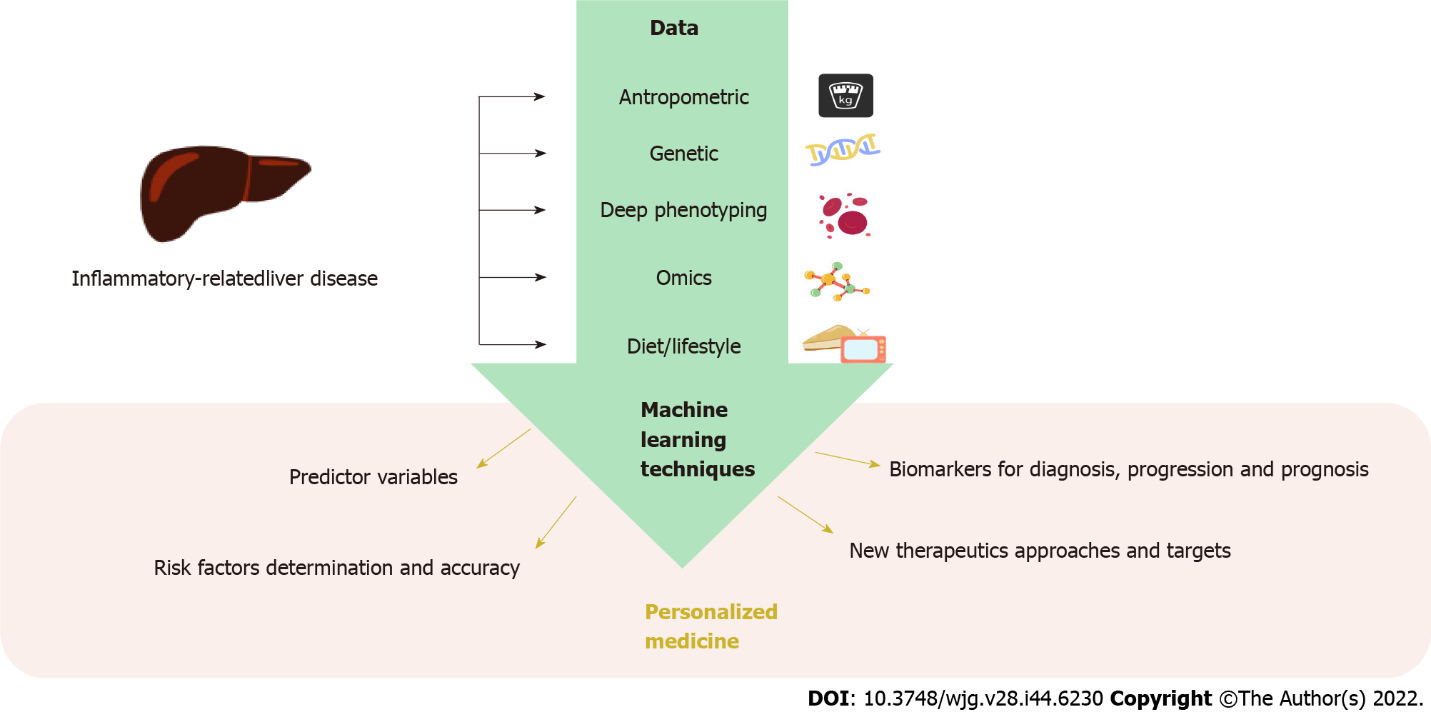 Data
Antropometric
kg
Genetic
Deep phenotyping
Inflammatory-relatedliver disease
Omics
Diet/lifestyle
Machine
learning
techniques
Predictor variables
Biomarkers for diagnosis, progression and prognosis
Risk factors determination and accuracy
New therapeutics approaches and targets
Personalized
medicine
DOI: 10.3748/wjg.v28.i44.6230 Copyright ©The Author(s) 2022.